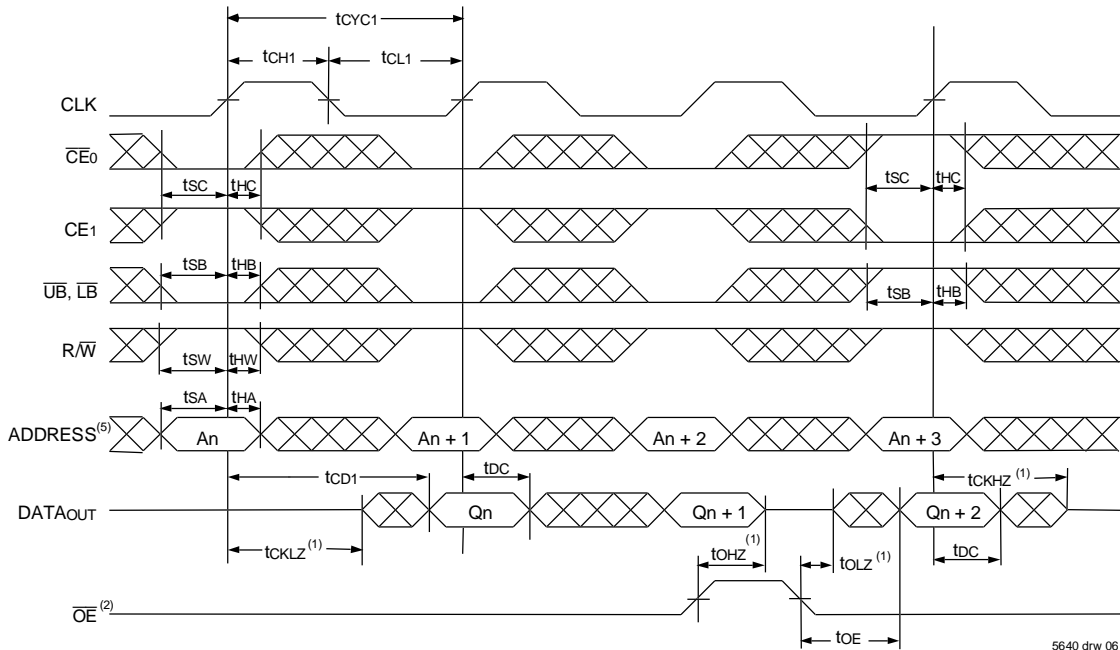 tCYC1
tCH1 tCL1
CLK
CE0
tSC tHC tSC tHC
CE1
tSB tHB
UB, LB
tSB tHB
R/W
tSW tHW
tSA tHA
ADDRESS(5) An An + 1 An + 2 An + 3
tCD1 tDC tCKHZ(1)
DATAOUT Qn Qn + 1 Qn + 2
tCKLZ(1) tOHZ(1) tOLZ(1) tDC
OE(2)
tOE
5640 drw 06